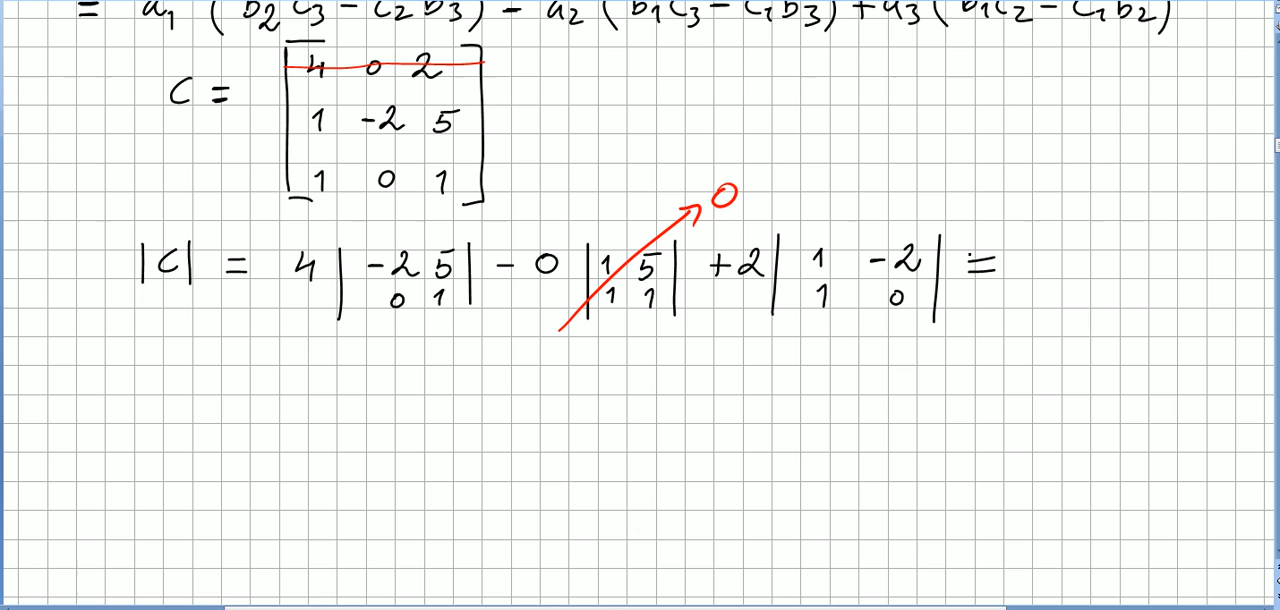 = a₁ (b₂c₃ - c₂b₃) - a₂ (b₁c₃ - c₁b₃) + a₃ (b₁c₂ - c₁b₂)
4 0 2
C =
1 -2 5
1 0 1
0
|C| = 4 | -2 5 | - 0 | 1 5 | + 2 | 1 -2 | =
0 1 1 1 1 0